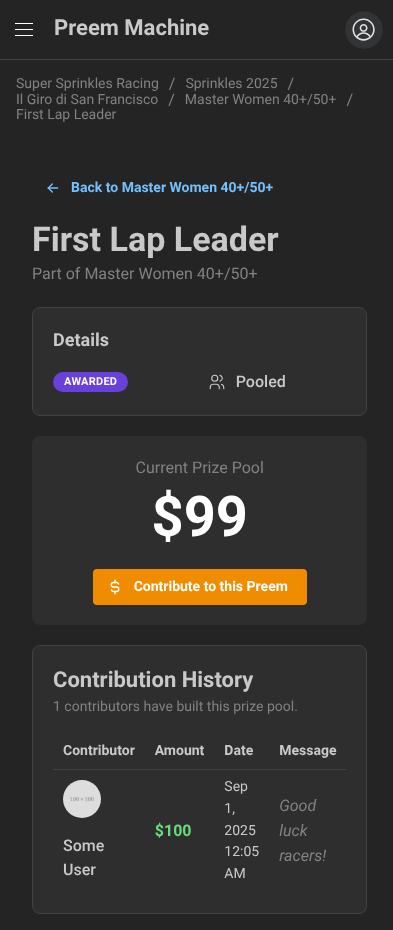 Preem Machine
Super Sprinkles Racing / Sprinkles 2025 /
Il Giro di San Francisco / Master Women 40+/50+ /
First Lap Leader
Back to Master Women 40+/50+
First Lap Leader
Part of Master Women 40+/50+
Details
AWARDED
Pooled
Current Prize Pool
$99
$ Contribute to this Preem
Contribution History
1 contributors have built this prize pool.
Contributor Amount Date Message
100 × 100
Some
User
$100
Sep
1,
2025
12:05
AM
Good
luck
racers!